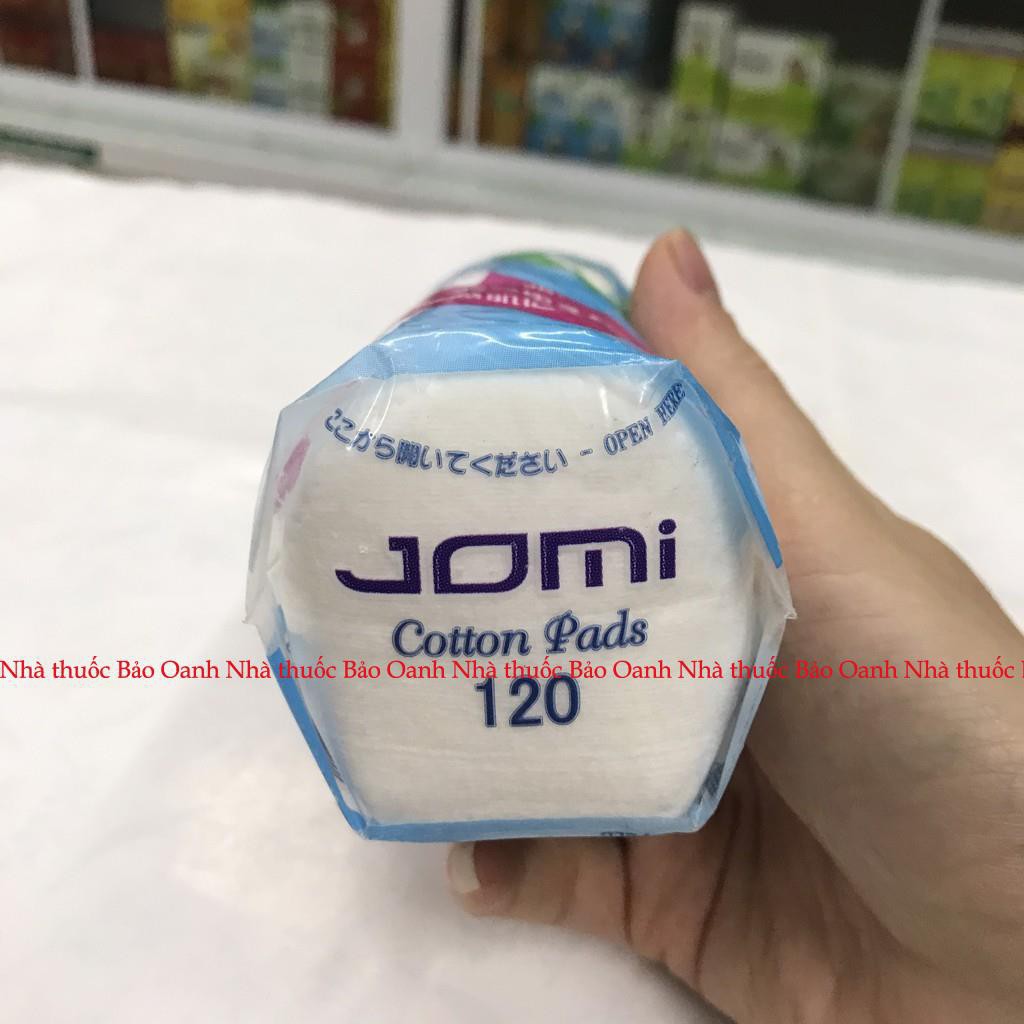 ここから開いてください - OPEN HERE
JOMi
Cotton Pads
Nhà thuốc Bảo Oanh Nhà thuốc Bảo Oanh Nhà thuốc Bảo Oanh Nhà thuốc Bảo Oanh Nhà thuốc
120